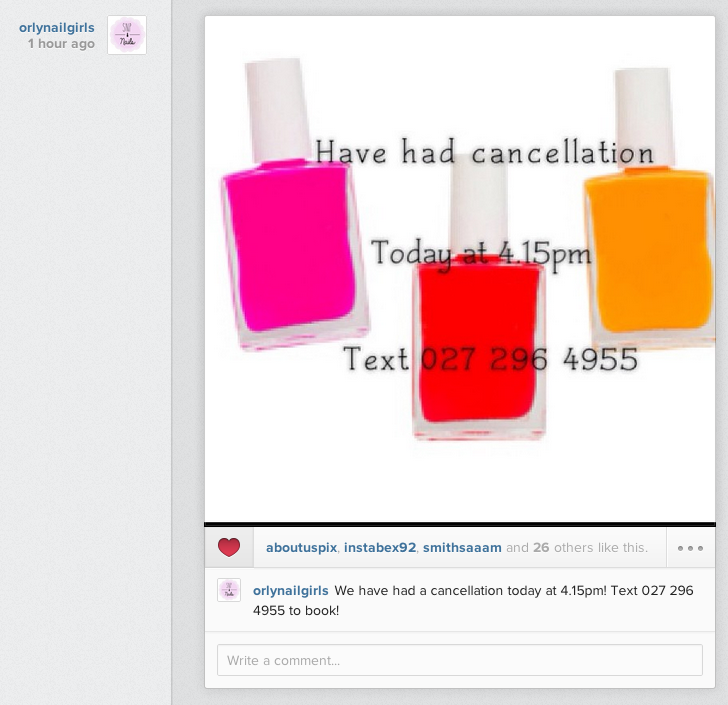 orlynailgirls
1 hour ago
Nails
Have had cancellation
Today at 4.15pm
Text 027 296 4955
aboutuspix, instabex92, smithsaaam and 26 others like this.
orlynailgirls We have had a cancellation today at 4.15pm! Text 027 296
4955 to book!
Write a comment...